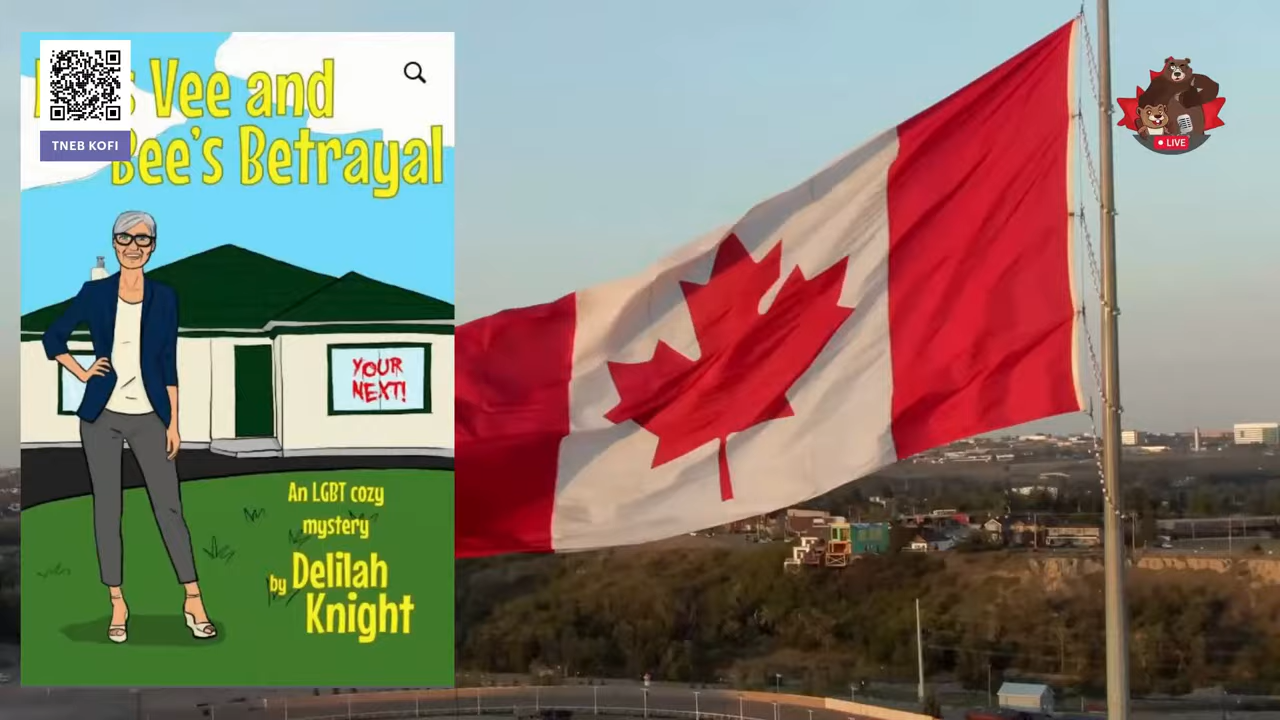 s Vee and
Bee's Betrayal
TNEB KOFI
LIVE
YOUR
NEXT!
An LGBT cozy
mystery
by Delilah
Knight